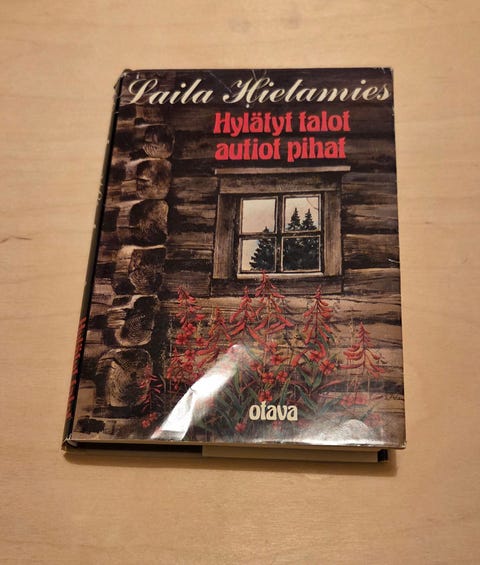 Laila Hietamies
Hylätyt talot
autiot pihat
otava